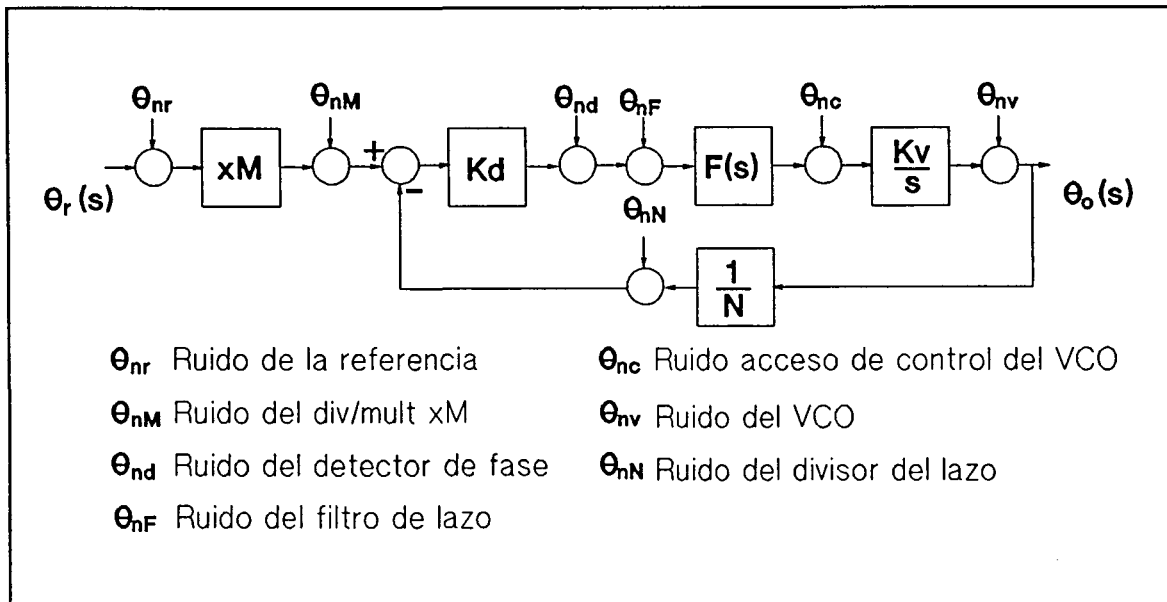 θnr
θnM
θnd
θnF
θnc
θnv
xM
+
-
Kd
F(s)
Kv
s
θr(s)
θo(s)
θnN
1
N
θnr Ruido de la referencia
θnc Ruido acceso de control del VCO
θnM Ruido del div/mult xM
θnv Ruido del VCO
θnd Ruido del detector de fase
θnN Ruido del divisor del lazo
θnF Ruido del filtro de lazo